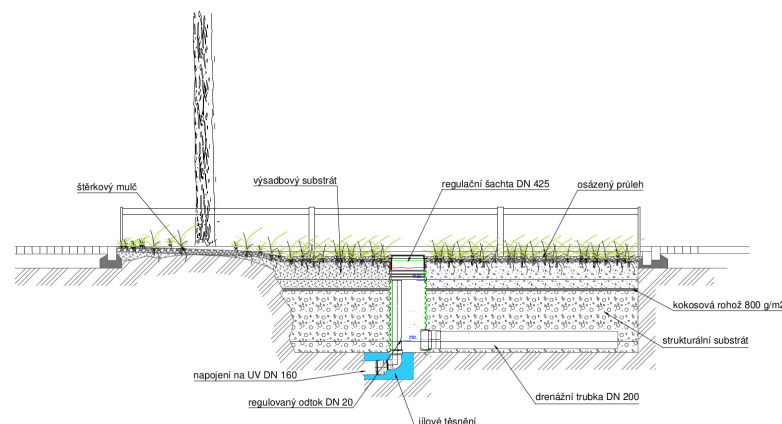 štěrkový mulč
výsadbový substrát
regulační šachta DN 425
osázený průleh
kokosová rohož 800 g/m2
strukturální substrát
napojení na UV DN 160
regulovaný odtok DN 20
drenážní trubka DN 200
jílové těsnění